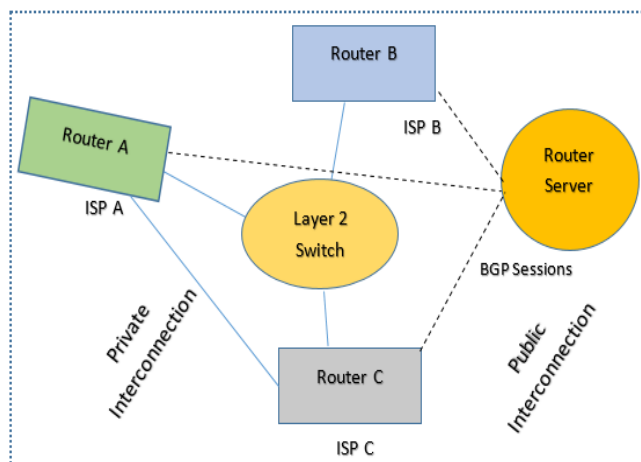 Router B
ISP B
Router A
ISP A
Router
Server
Layer 2
Switch
BGP Sessions
Private
Interconnection
Public
Interconnection
Router C
ISP C